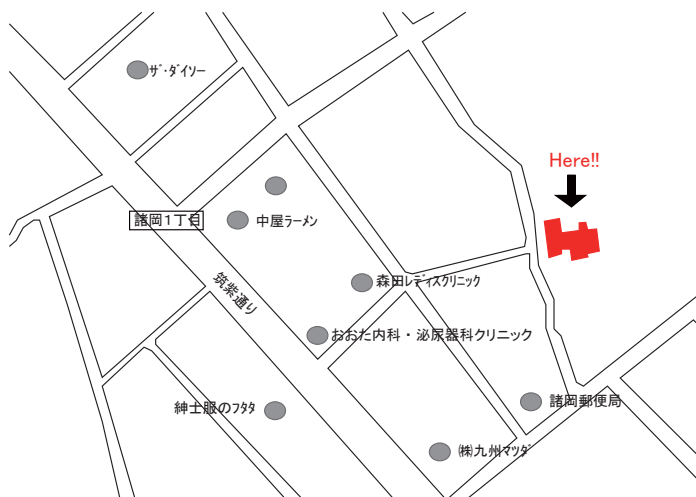 ザ・ダイソー
Here!!
諸岡1丁目
中屋ラーメン
筑紫通り
森田レディスクリニック
おおた内科・泌尿器科クリニック
紳士服のフタタ
諸岡郵便局
㈱九州マツダ